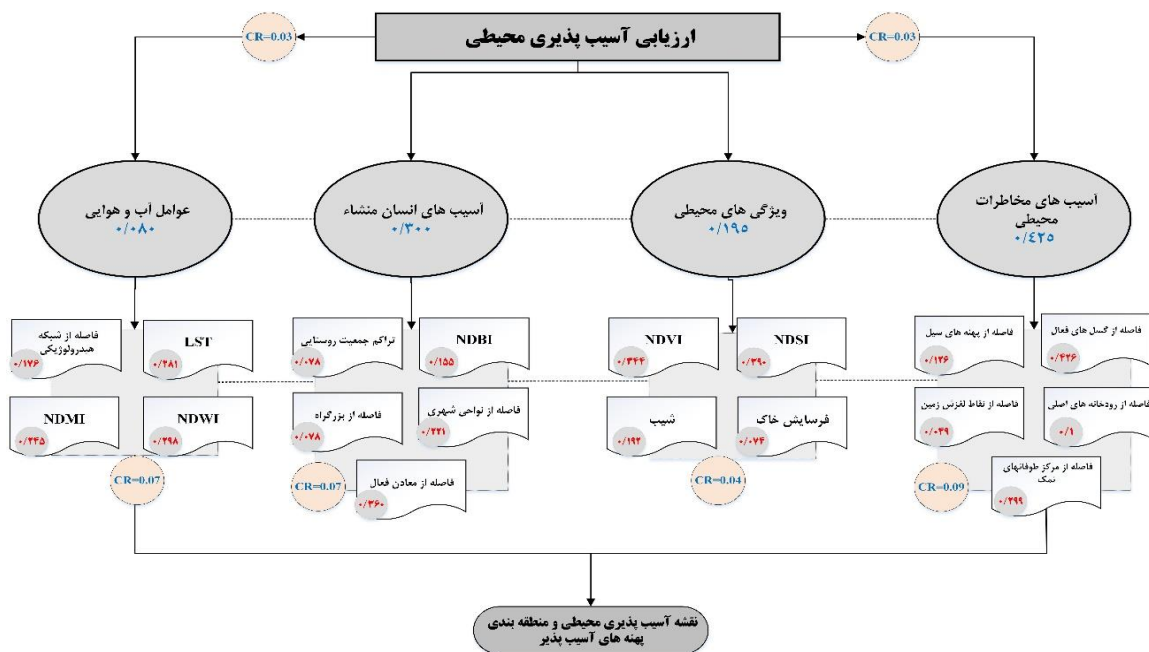 ارزیابی آسیب پذیری محیطی
CR=0.03
CR=0.03
آسیب های مخاطرات
محیطی
۰/٤۲٥
ویژگی های محیطی
۰/۱۹٥
آسیب های انسان منشاء
۰/۳۰۰
عوامل آب و هوایی
۰/۰۸۰
فاصله از گسل های فعال
۰/۴۲۶
فاصله از پهنه های سیل
۰/۱۲۶
فاصله از رودخانه های اصلی
۰/۱
فاصله از نقاط لغزش زمین
۰/۰۴۹
فاصله از مرکز طوفانهای
نمک
۰/۲۹۹
CR=0.09
NDSI
۰/۳۹۰
NDVI
۰/۳۴۴
فرسایش خاک
۰/۰۷۴
شیب
۰/۱۹۲
CR=0.04
NDBI
۰/۱۵۵
تراکم جمعیت روستایی
۰/۰۷۸
فاصله از نواحی شهری
۰/۲۲۱
فاصله از بزرگراه
۰/۰۷۸
فاصله از معادن فعال
۰/۳۶۰
CR=0.07
LST
۰/۲۸۱
فاصله از شبکه
هیدرولوژیکی
۰/۱۷۶
NDWI
۰/۲۹۸
NDMI
۰/۲۴۵
CR=0.07
نقشه آسیب پذیری محیطی و منطقه بندی
پهنه های آسیب پذیر